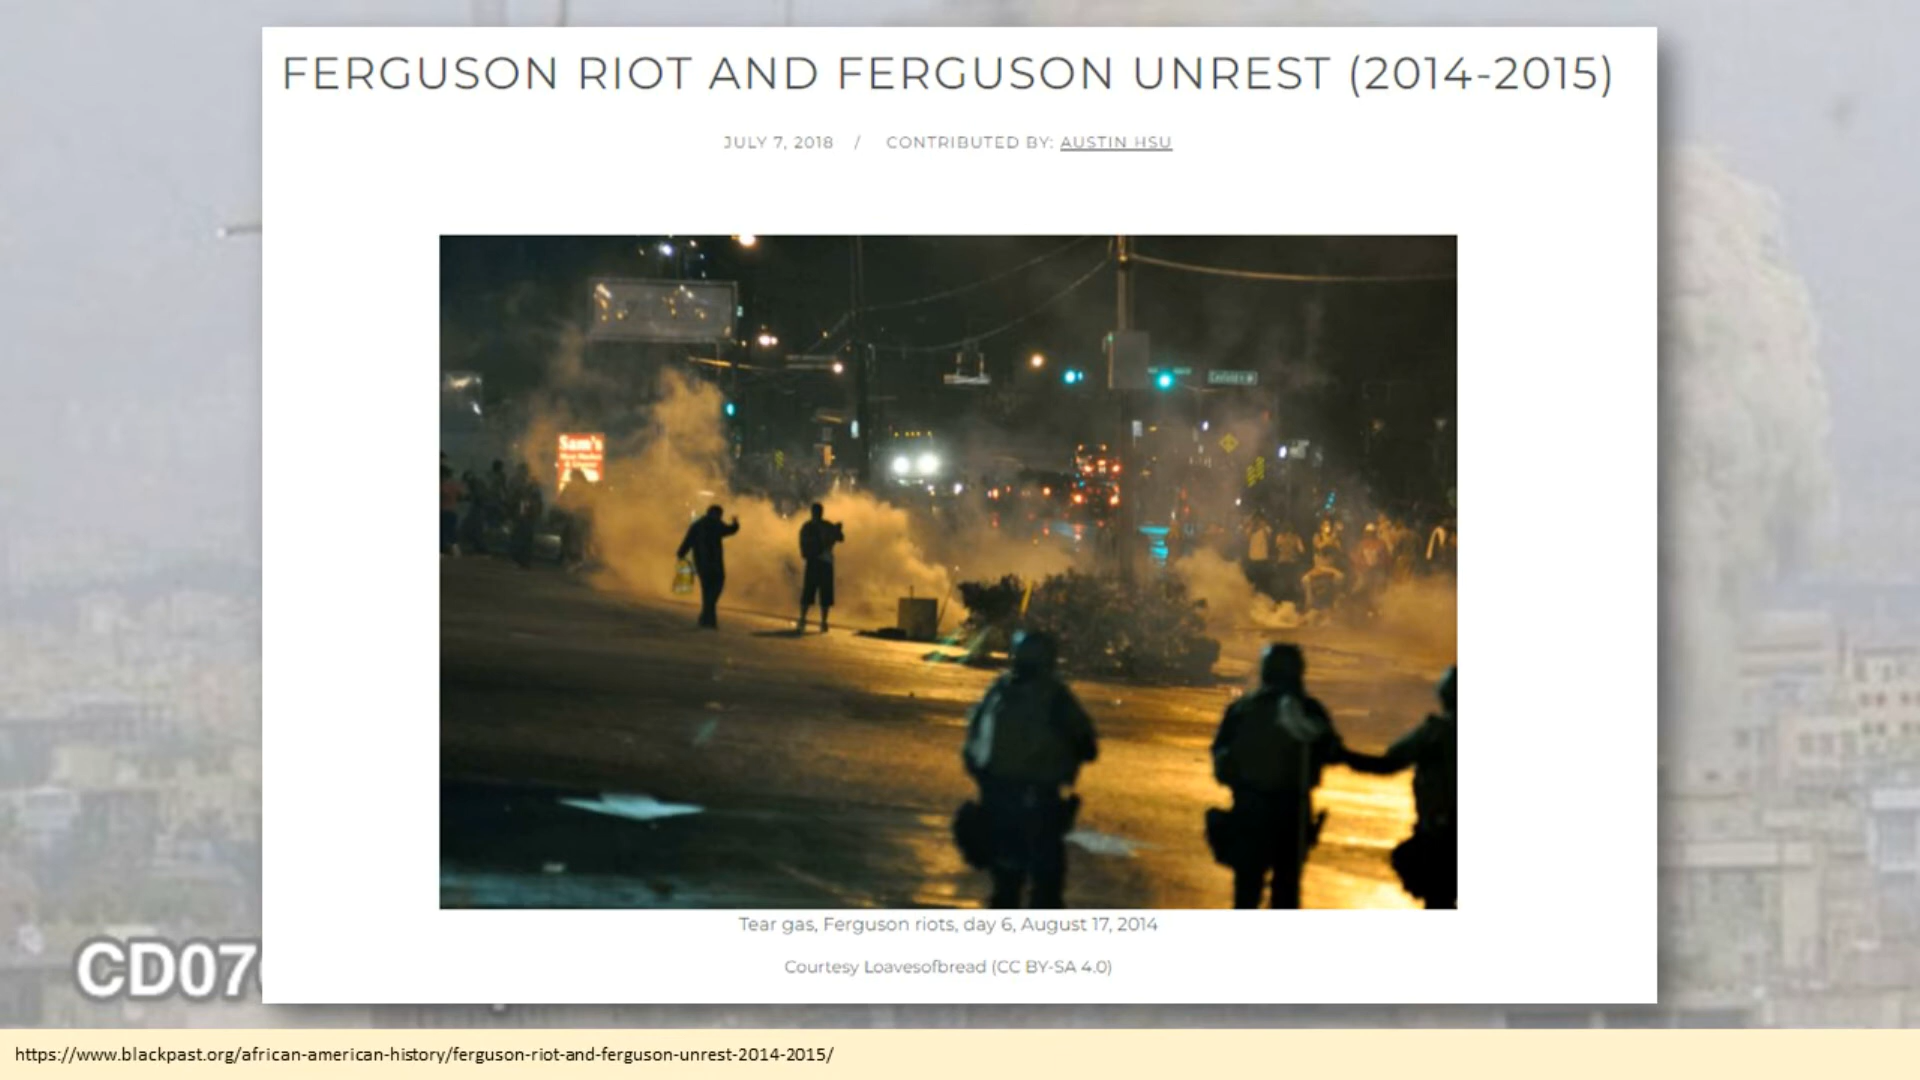 FERGUSON RIOT AND FERGUSON UNREST (2014-2015)
JULY 7, 2018 / CONTRIBUTED BY: AUSTIN HSU
Sam's
Tear gas, Ferguson riots, day 6, August 17, 2014
Courtesy Loavesofbread (CC BY-SA 4.0)
CD07
https://www.blackpast.org/african-american-history/ferguson-riot-and-ferguson-unrest-2014-2015/